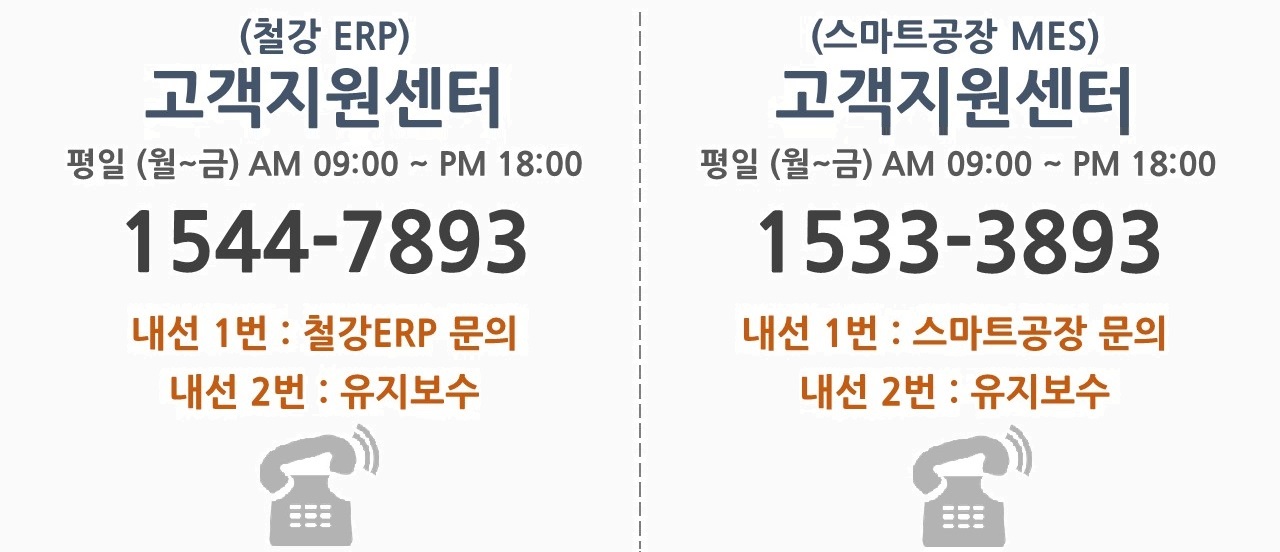 (철강 ERP)
고객지원센터
평일 (월~금) AM 09:00 ~ PM 18:00
1544-7893
내선 1번 : 철강ERP 문의
내선 2번 : 유지보수
(스마트공장 MES)
고객지원센터
평일 (월~금) AM 09:00 ~ PM 18:00
1533-3893
내선 1번 : 스마트공장 문의
내선 2번 : 유지보수